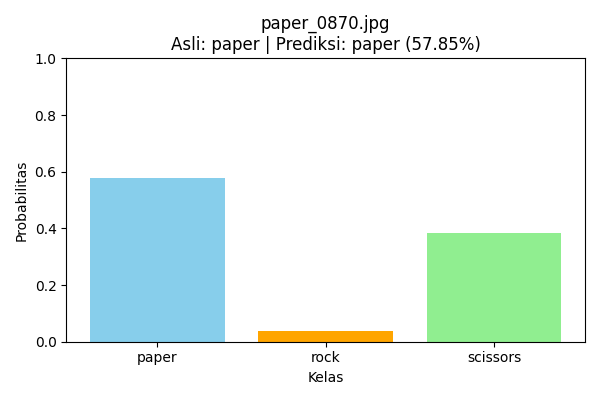 paper_0870.jpg
Asli: paper | Prediksi: paper (57.85%)
1.0
0.8
0.6
0.4
0.2
0.0
Probabilitas
paper rock scissors
Kelas